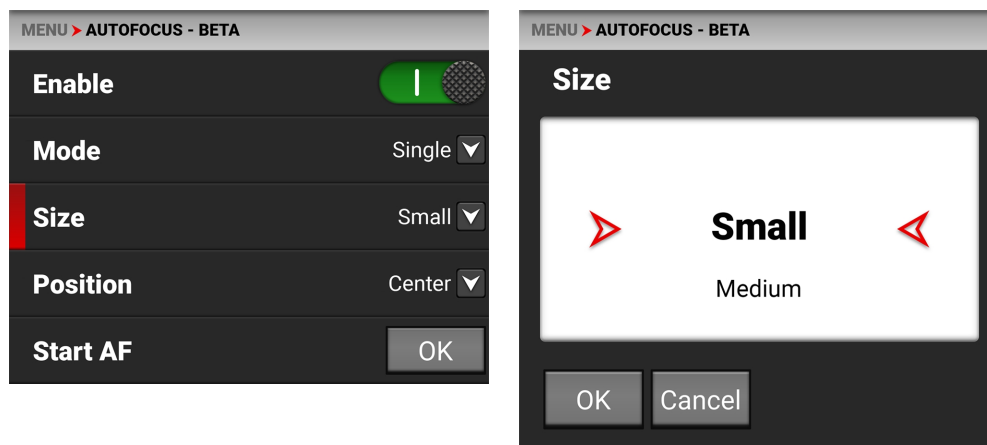 MENU AUTOFOCUS - BETA
Enable
Mode Single
Size Small
Position Center
Start AF OK
MENU AUTOFOCUS - BETA
Size
Small
Medium
OK Cancel